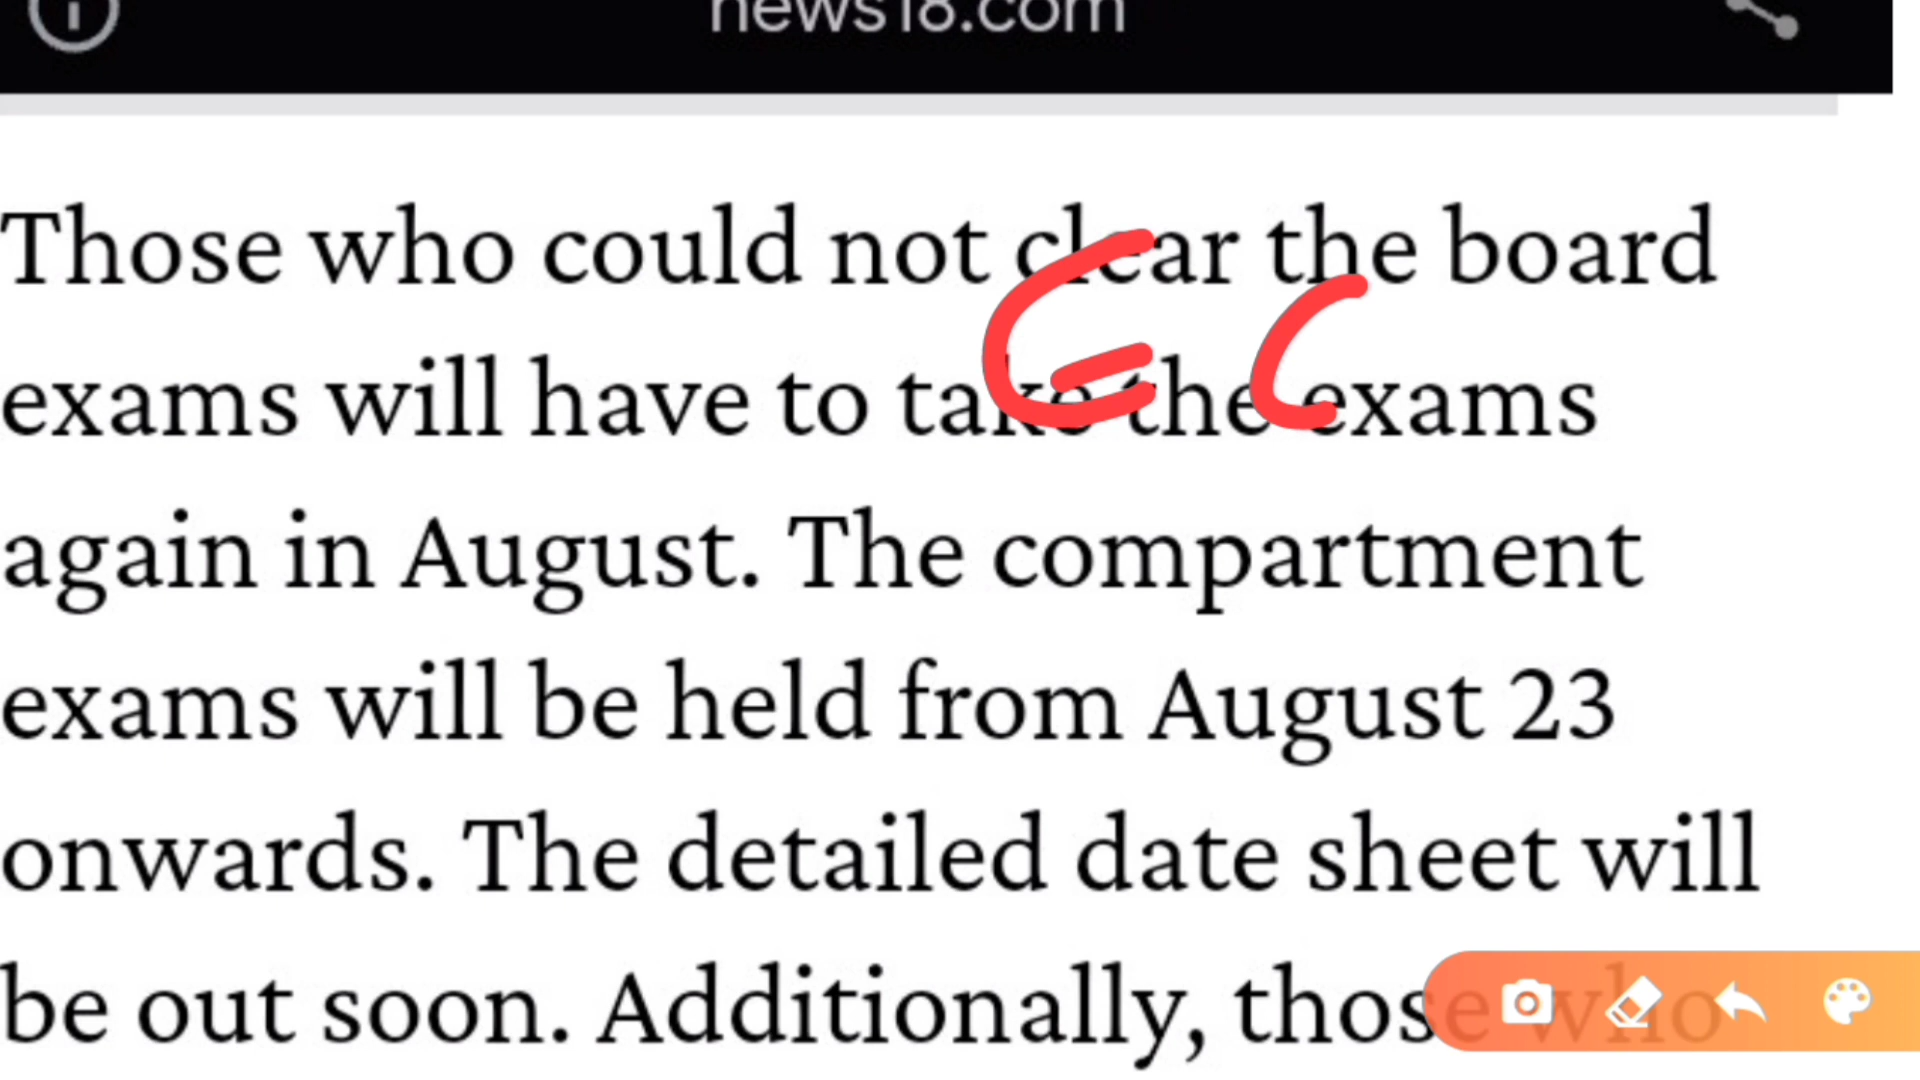 news18.com
Those who could not clear the board
EC
exams will have to take the exams
again in August. The compartment
exams will be held from August 23
onwards. The detailed date sheet will
be out soon. Additionally, those who